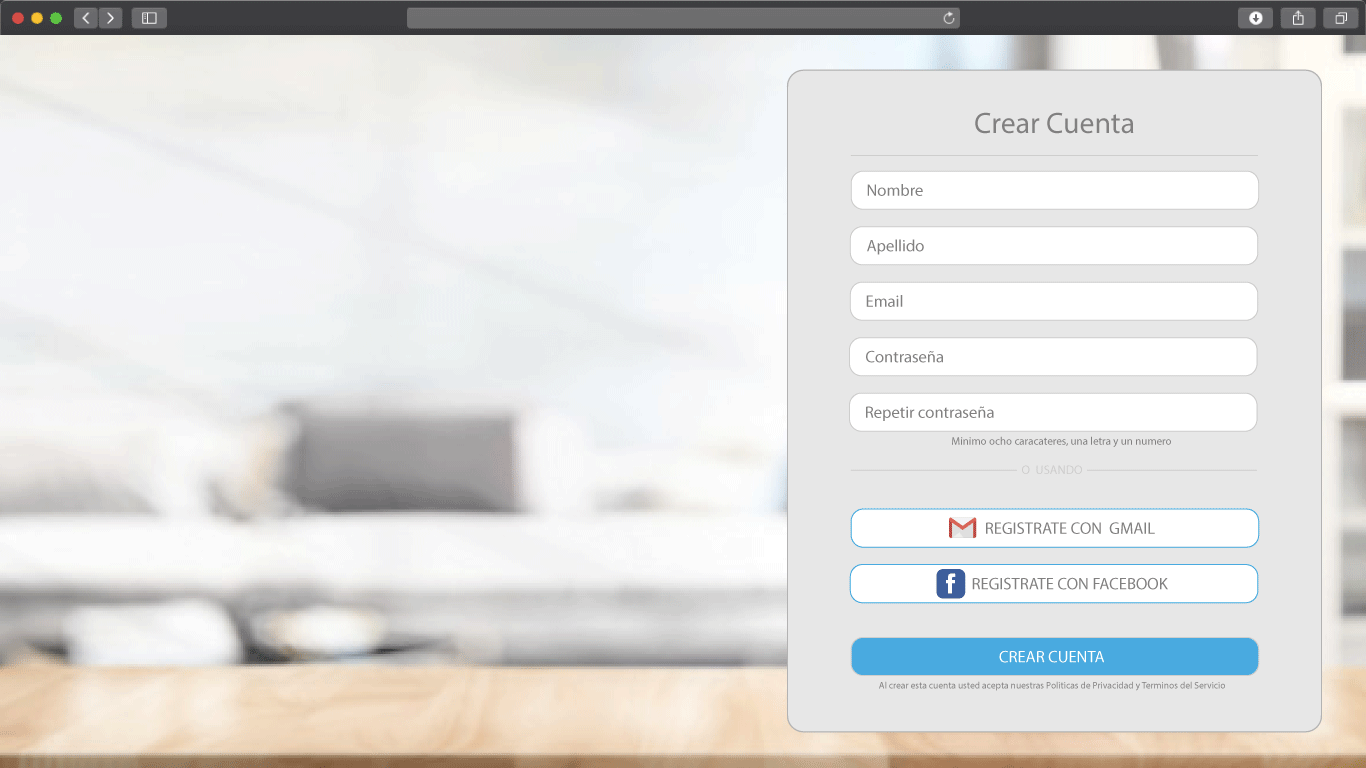 Crear Cuenta
Nombre
Apellido
Email
Contraseña
Repetir contraseña
Minimo ocho caracateres, una letra y un numero
O USANDO
REGISTRATE CON GMAIL
REGISTRATE CON FACEBOOK
CREAR CUENTA
Al crear esta cuenta usted acepta nuestras Politicas de Privacidad y Terminos del Servicio